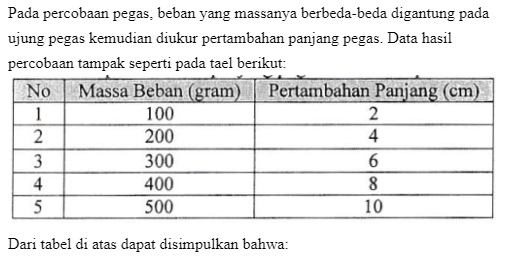 Pada percobaan pegas, beban yang massanya berbeda-beda digantung pada
ujung pegas kemudian diukur pertambahan panjang pegas. Data hasil
percobaan tampak seperti pada tael berikut:
No Massa Beban (gram) Pertambahan Panjang (cm)
1 100 2
2 200 4
3 300 6
4 400 8
5 500 10
Dari tabel di atas dapat disimpulkan bahwa: